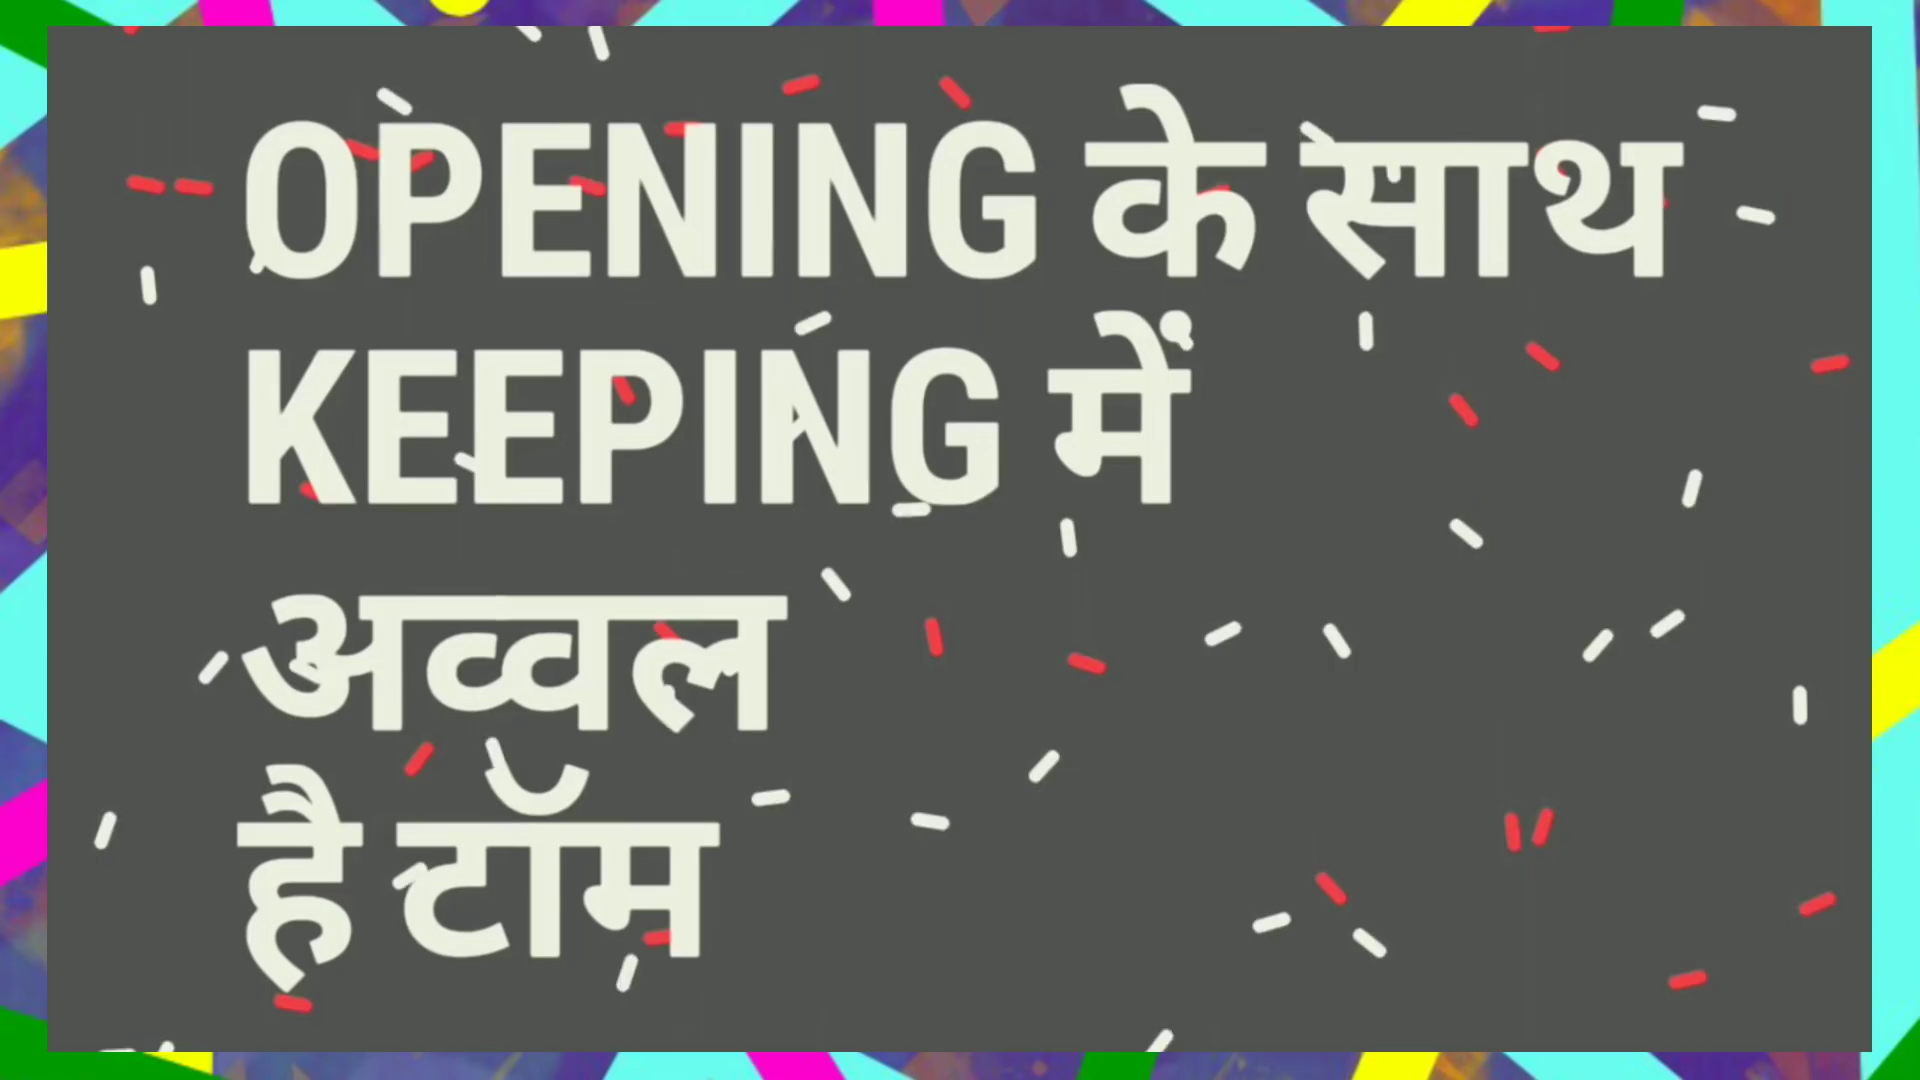 OPENING के साथ
KEEPING में
अव्वल
है टॉम